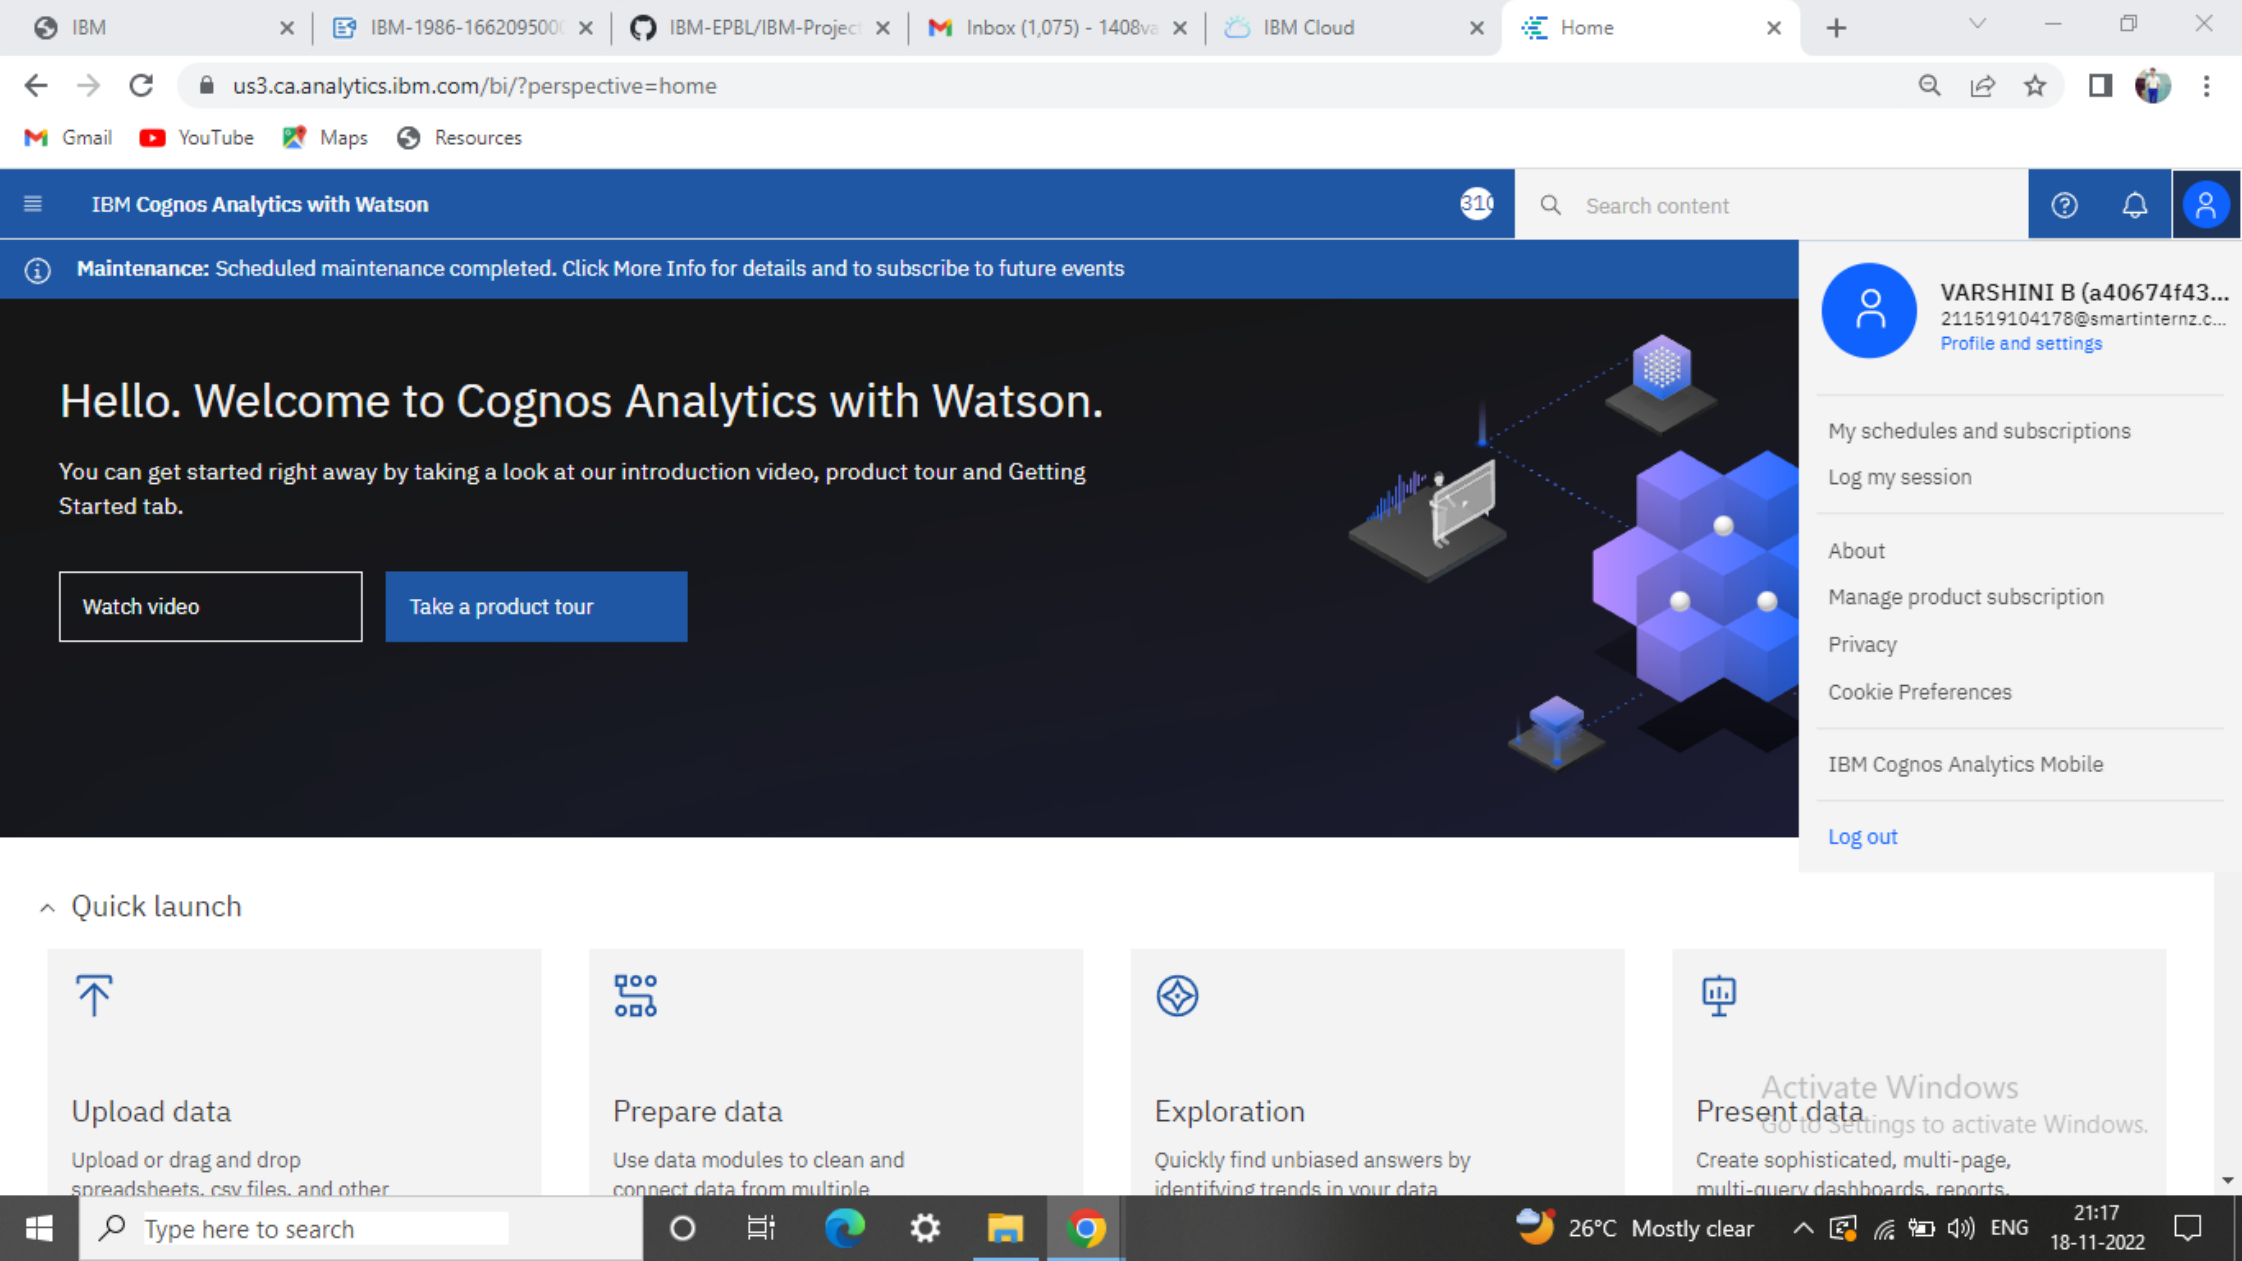 IBM
IBM-1986-1662095000
IBM-EPBL/IBM-Project
Inbox (1,075) - 1408va
IBM Cloud
Home
us3.ca.analytics.ibm.com/bi/?perspective=home
Gmail
YouTube
Maps
Resources
IBM Cognos Analytics with Watson
310
Search content
Maintenance: Scheduled maintenance completed. Click More Info for details and to subscribe to future events
VARSHINI B (a40674f43...
211519104178@smartinternz.c...
Profile and settings
Hello. Welcome to Cognos Analytics with Watson.
You can get started right away by taking a look at our introduction video, product tour and Getting
Started tab.
Watch video
Take a product tour
My schedules and subscriptions
Log my session
About
Manage product subscription
Privacy
Cookie Preferences
IBM Cognos Analytics Mobile
Log out
Quick launch
Upload data
Upload or drag and drop
spreadsheets, csv files, and other
Prepare data
Use data modules to clean and
connect data from multiple
Exploration
Quickly find unbiased answers by
identifying trends in your data
Present data
Create sophisticated, multi-page,
multi-query dashboards, reports,
Activate Windows
Go to Settings to activate Windows.
Type here to search
26°C Mostly clear
ENG
21:17
18-11-2022